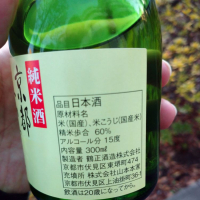 純米酒
京都
品目 日本酒
原材料名
米(国産)、米こうじ(国産米)
精米歩合 60%
アルコール分 15度
内容量 300ml
製造者 鶴正酒造株式会社
京都市伏見区東堺町474
充填所 株式会社山本本家
京都市伏見区上油掛町36-1
飲酒は20歳になってから。